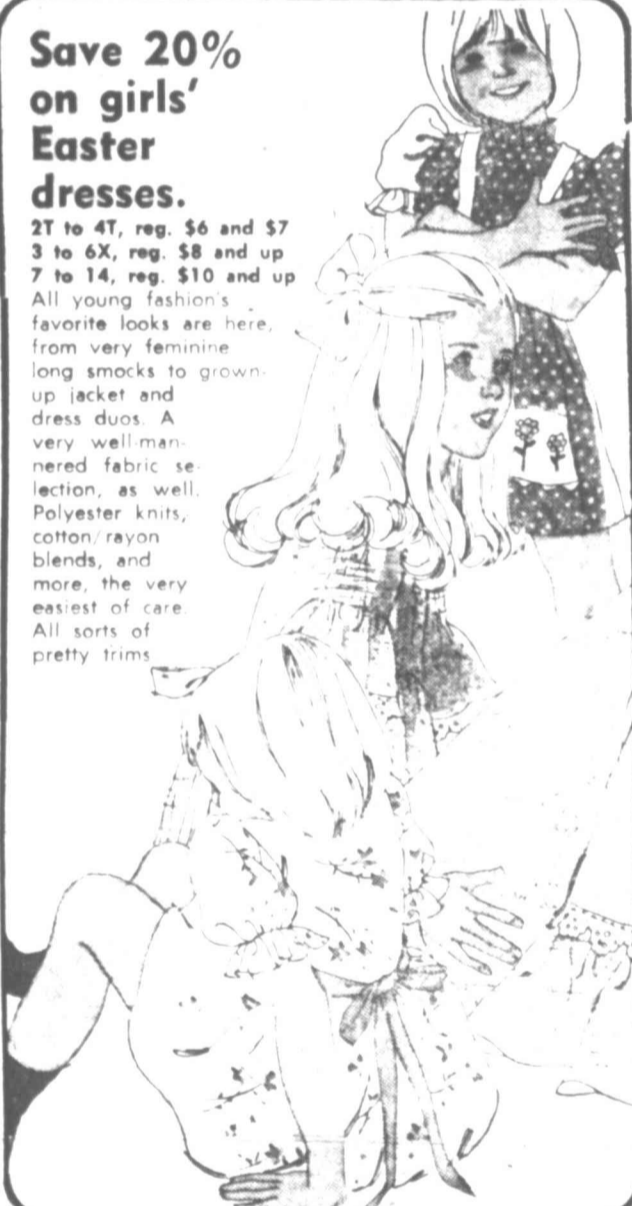 Save 20%
on girls'
Easter
dresses.
2T to 4T, reg. $6 and $7
3 to 6X, reg. $8 and up
7 to 14, reg. $10 and up
All young fashion's
favorite looks are here,
from very feminine
long smocks to grown-
up jacket and
dress duos. A
very well-man-
nered fabric se-
lection, as well.
Polyester knits,
cotton/rayon
blends, and
more, the very
easiest of care.
All sorts of
pretty trims